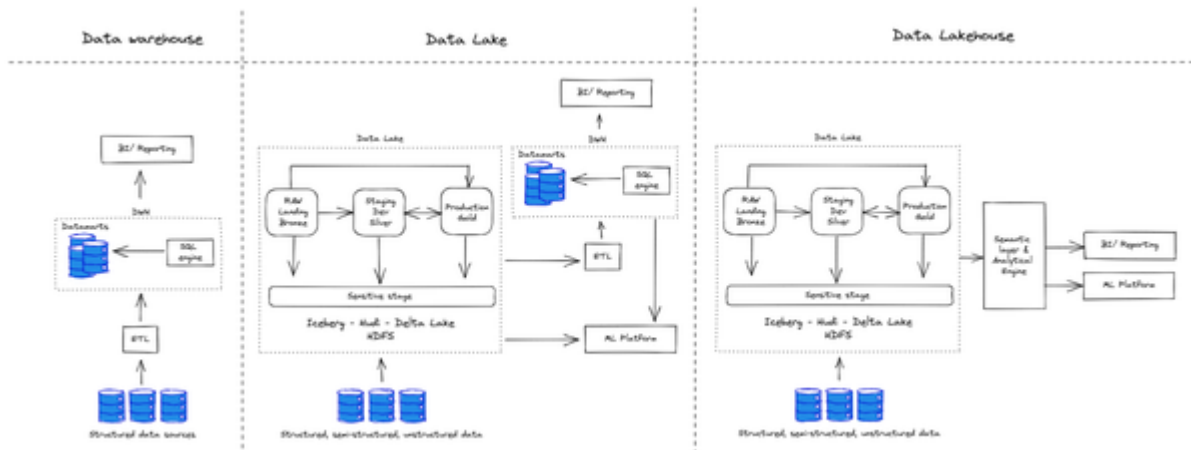 Data warehouse
BI/ Reporting
DWH
Datamarts
SQL
engine
ETL
Structured data sources
Data Lake
BI/ Reporting
DWH
Datamarts
SQL
engine
ETL
ML Platform
Data Lake
RAW
Landing
Bronze
Staging
Dev
Silver
Production
Gold
Sensitive stage
Iceberg - Hudi - Delta Lake
HDFS
Structured, semi-structured, unstructured data
Data Lakehouse
Data Lake
RAW
Landing
Bronze
Staging
Dev
Silver
Production
Gold
Sensitive stage
Iceberg - Hudi - Delta Lake
HDFS
Structured, semi-structured, unstructured data
Semantic
layer &
Analytical
Engine
BI/ Reporting
ML Platform